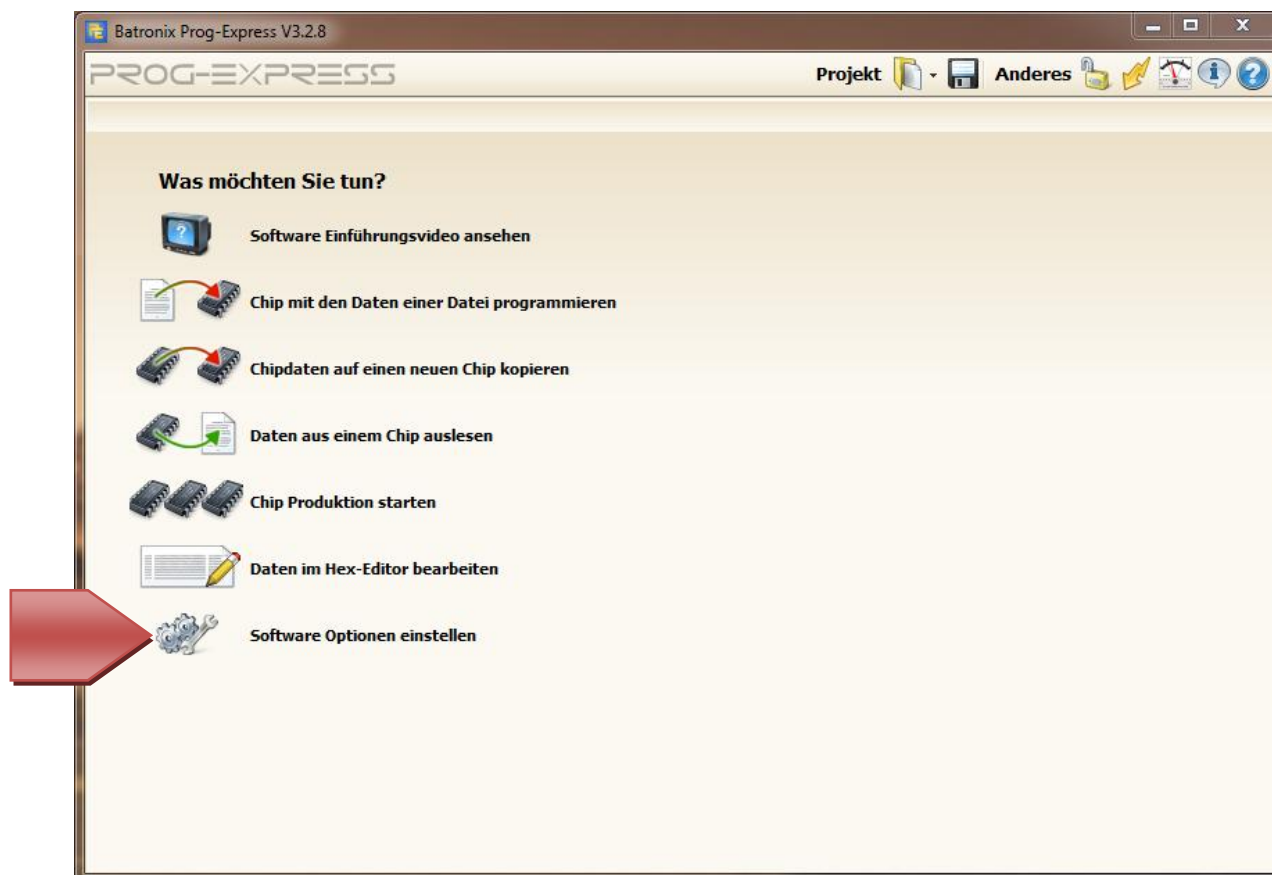 Batronix Prog-Express V3.2.8
PROG-EXPRESS
Projekt Anderes
Was möchten Sie tun?
Software Einführungsvideo ansehen
Chip mit den Daten einer Datei programmieren
Chipdaten auf einen neuen Chip kopieren
Daten aus einem Chip auslesen
Chip Produktion starten
Daten im Hex-Editor bearbeiten
Software Optionen einstellen